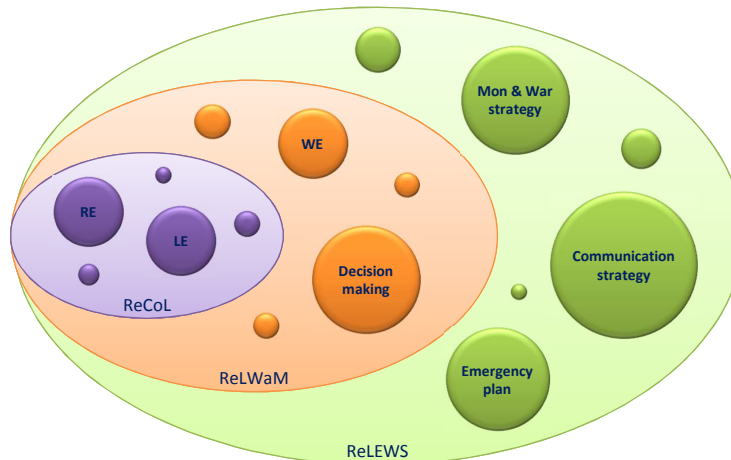 Mon & War
strategy
WE
RE
LE
Communication
strategy
Decision
making
ReCoL
Emergency
plan
ReLWaM
ReLEWS